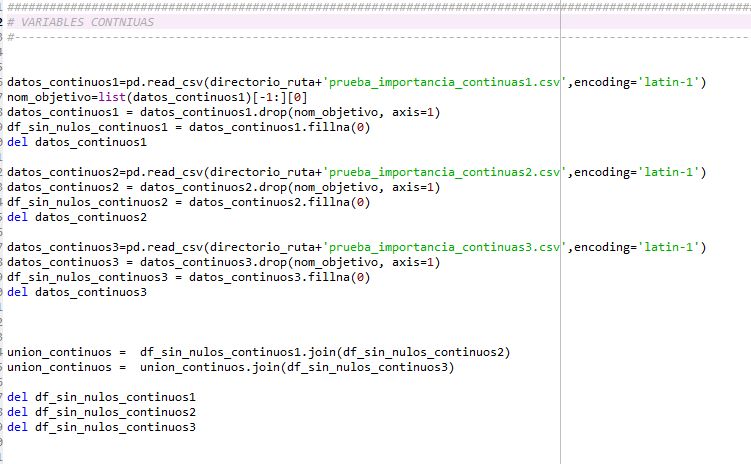 ################################################################################
# VARIABLES CONTNIUAS
#-------------------------------------------------------------------------------
datos_continuos1=pd.read_csv(directorio_ruta+'prueba_importancia_continuas1.csv',encoding='latin-1')
nom_objetivo=list(datos_continuos1)[-1:][0]
datos_continuos1 = datos_continuos1.drop(nom_objetivo, axis=1)
df_sin_nulos_continuos1 = datos_continuos1.fillna(0)
del datos_continuos1
datos_continuos2=pd.read_csv(directorio_ruta+'prueba_importancia_continuas2.csv',encoding='latin-1')
datos_continuos2 = datos_continuos2.drop(nom_objetivo, axis=1)
df_sin_nulos_continuos2 = datos_continuos2.fillna(0)
del datos_continuos2
datos_continuos3=pd.read_csv(directorio_ruta+'prueba_importancia_continuas3.csv',encoding='latin-1')
datos_continuos3 = datos_continuos3.drop(nom_objetivo, axis=1)
df_sin_nulos_continuos3 = datos_continuos3.fillna(0)
del datos_continuos3
union_continuos =  df_sin_nulos_continuos1.join(df_sin_nulos_continuos2)
union_continuos =  union_continuos.join(df_sin_nulos_continuos3)
del df_sin_nulos_continuos1
del df_sin_nulos_continuos2
del df_sin_nulos_continuos3